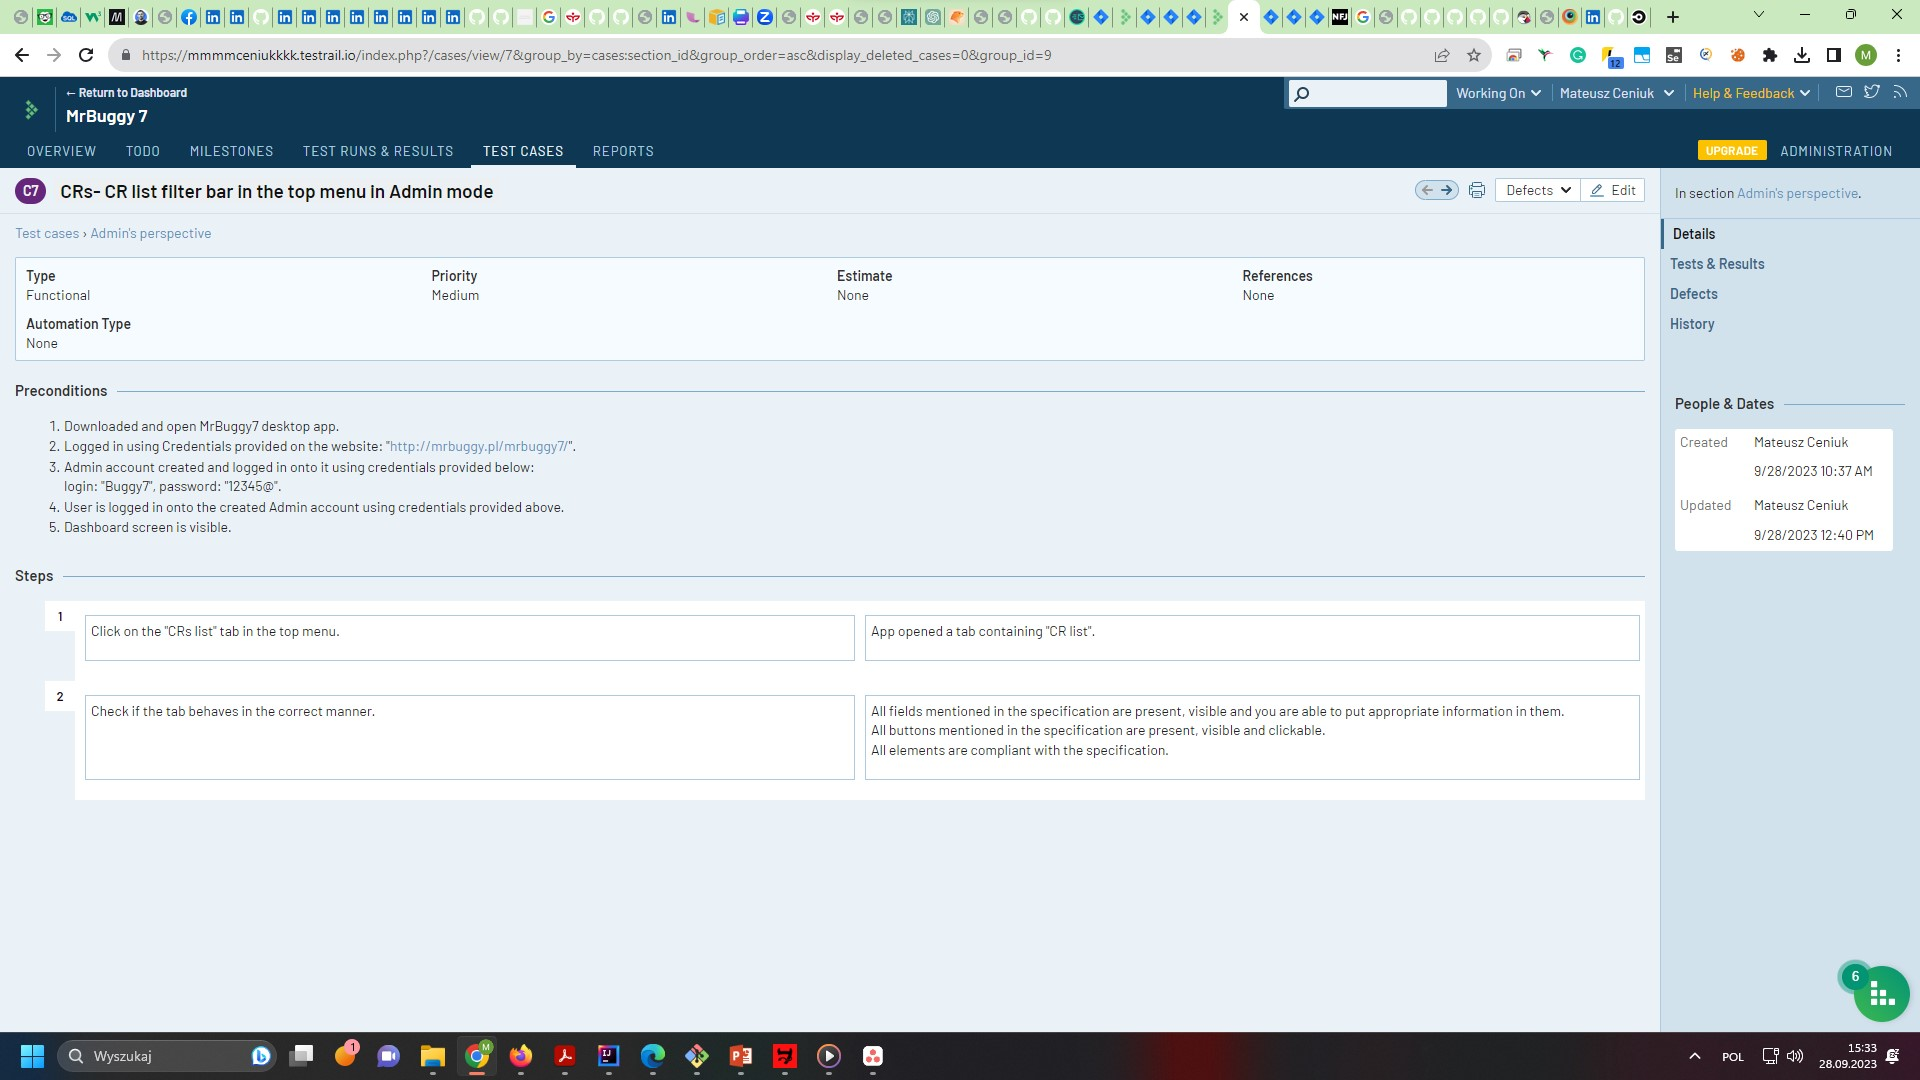 https://mmmmceniukkkk.testrail.io/index.php?/cases/view/7&group_by=cases:section_id&group_order=asc&display_deleted_cases=0&group_id=9
12
M
← Return to Dashboard
MrBuggy 7
Working On
Mateusz Ceniuk
Help & Feedback
OVERVIEW
TODO
MILESTONES
TEST RUNS & RESULTS
TEST CASES
REPORTS
UPGRADE
ADMINISTRATION
C7
CRs- CR list filter bar in the top menu in Admin mode
Defects
Edit
In section Admin's perspective.
Test cases › Admin's perspective
Details
Tests & Results
Defects
History
Type
Functional
Priority
Medium
Estimate
None
References
None
Automation Type
None
Preconditions
1. Downloaded and open MrBuggy7 desktop app.
2. Logged in using Credentials provided on the website: "http://mrbuggy.pl/mrbuggy7/".
3. Admin account created and logged in onto it using credentials provided below:
login: "Buggy7", password: "12345@".
4. User is logged in onto the created Admin account using credentials provided above.
5. Dashboard screen is visible.
People & Dates
Created
Mateusz Ceniuk
9/28/2023 10:37 AM
Updated
Mateusz Ceniuk
9/28/2023 12:40 PM
Steps
1
Click on the "CRs list" tab in the top menu.
App opened a tab containing "CR list".
2
Check if the tab behaves in the correct manner.
All fields mentioned in the specification are present, visible and you are able to put appropriate information in them.
All buttons mentioned in the specification are present, visible and clickable.
All elements are compliant with the specification.
6
Wyszukaj
1
POL
15:33
28.09.2023